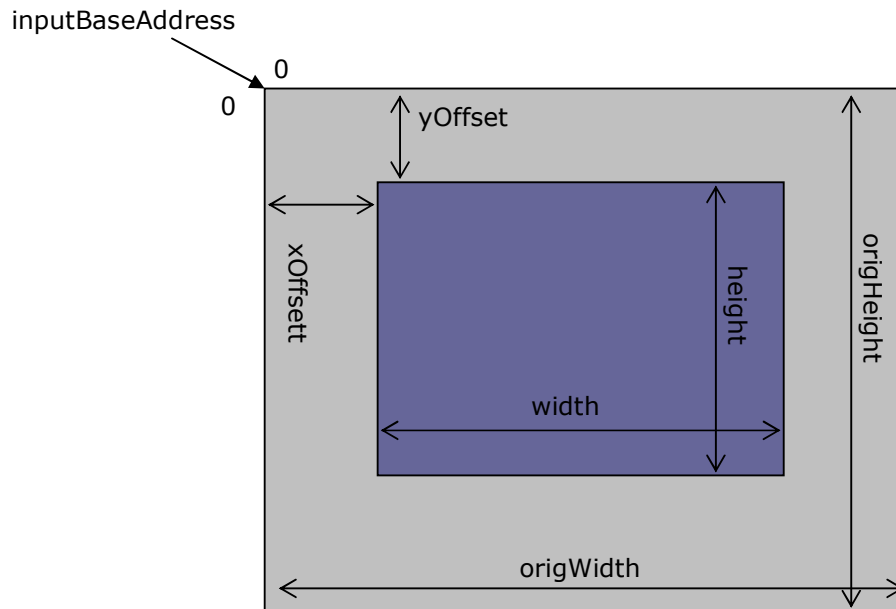 inputBaseAddress
0
0
yOffset
xOffsett
height
origHeight
width
origWidth